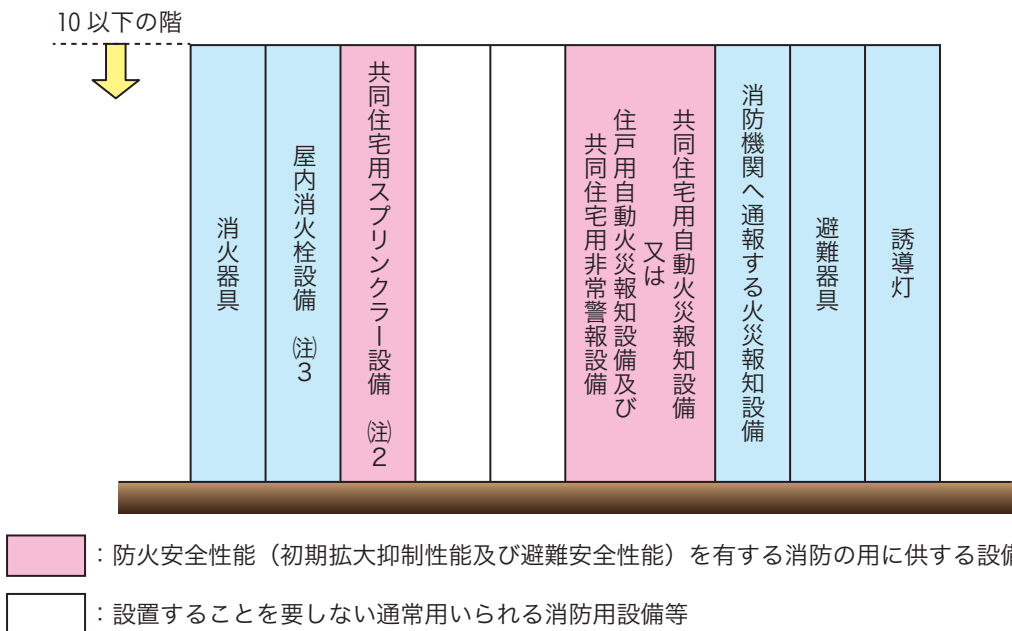 10 以下の階
消火器具
屋内消火栓設備 ㊟3
共同住宅用スプリンクラー設備 ㊟2
共同住宅用自動火災報知設備
又は
住戸用自動火災報知設備及び
共同住宅用非常警報設備
消防機関へ通報する火災報知設備
避難器具
誘導灯
：防火安全性能（初期拡大抑制性能及び避難安全性能）を有する消防の用に供する設備
：設置することを要しない通常用いられる消防用設備等